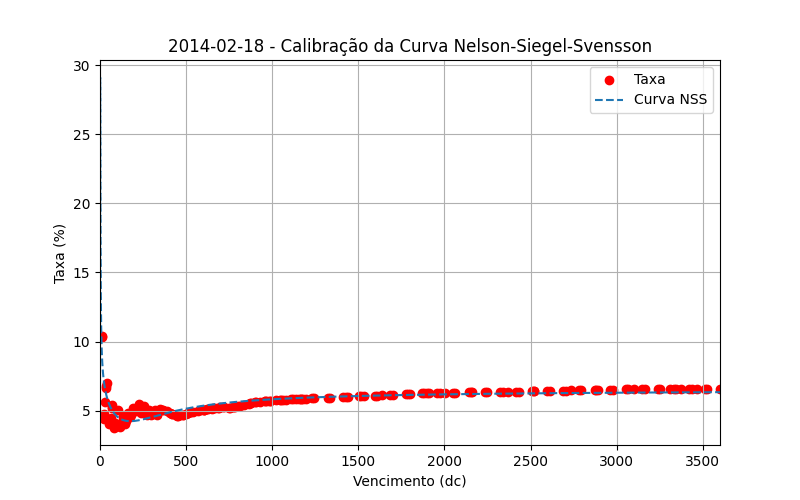 2014-02-18 - Calibração da Curva Nelson-Siegel-Svensson
Taxa
Curva NSS
Taxa (%)
30
25
20
15
10
5
0 500 1000 1500 2000 2500 3000 3500
Vencimento (dc)